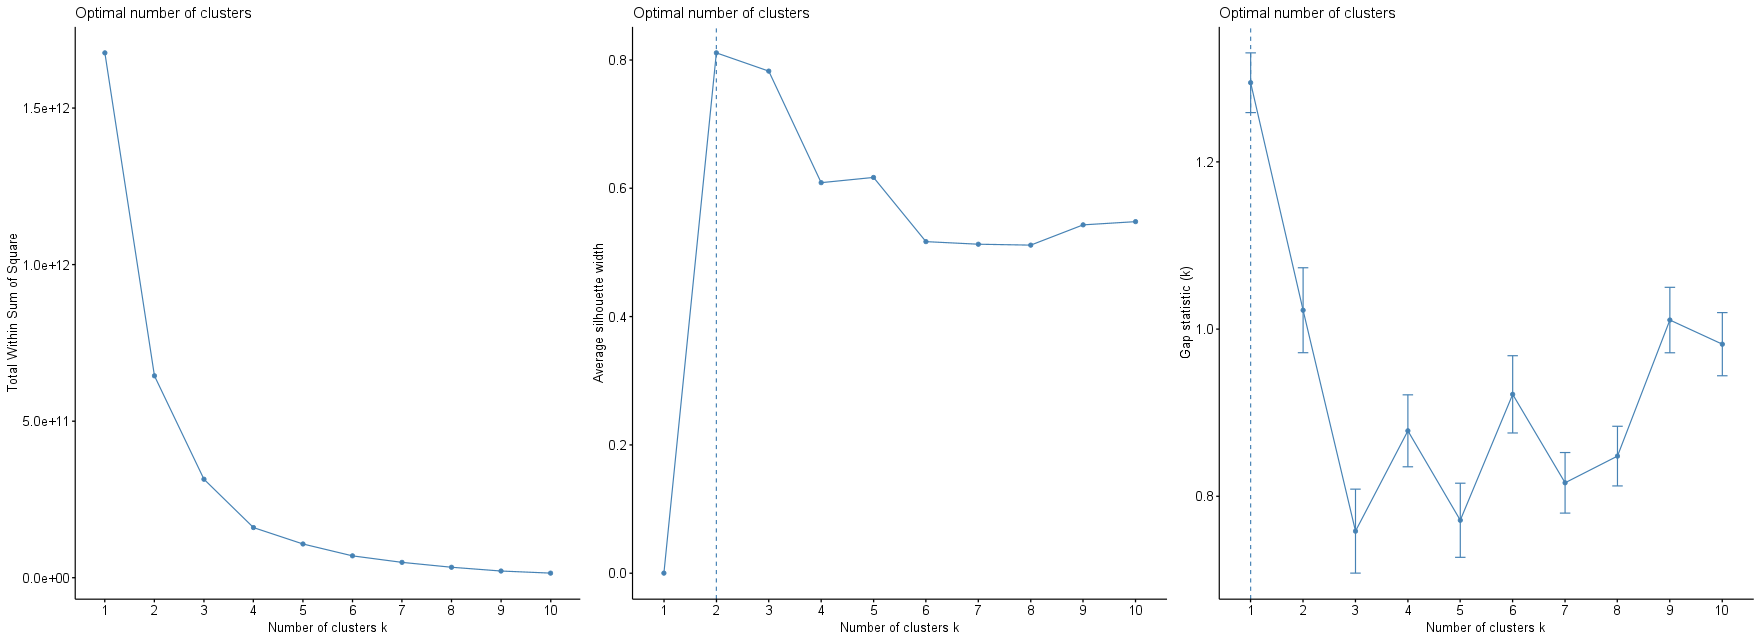 Optimal number of clusters
Total Within Sum of Square
1.5e+12
1.0e+12
5.0e+11
0.0e+00
1 2 3 4 5 6 7 8 9 10
Number of clusters k
Optimal number of clusters
Average silhouette width
0.8
0.6
0.4
0.2
0.0
1 2 3 4 5 6 7 8 9 10
Number of clusters k
Optimal number of clusters
Gap statistic (k)
1.2
1.0
0.8
1 2 3 4 5 6 7 8 9 10
Number of clusters k